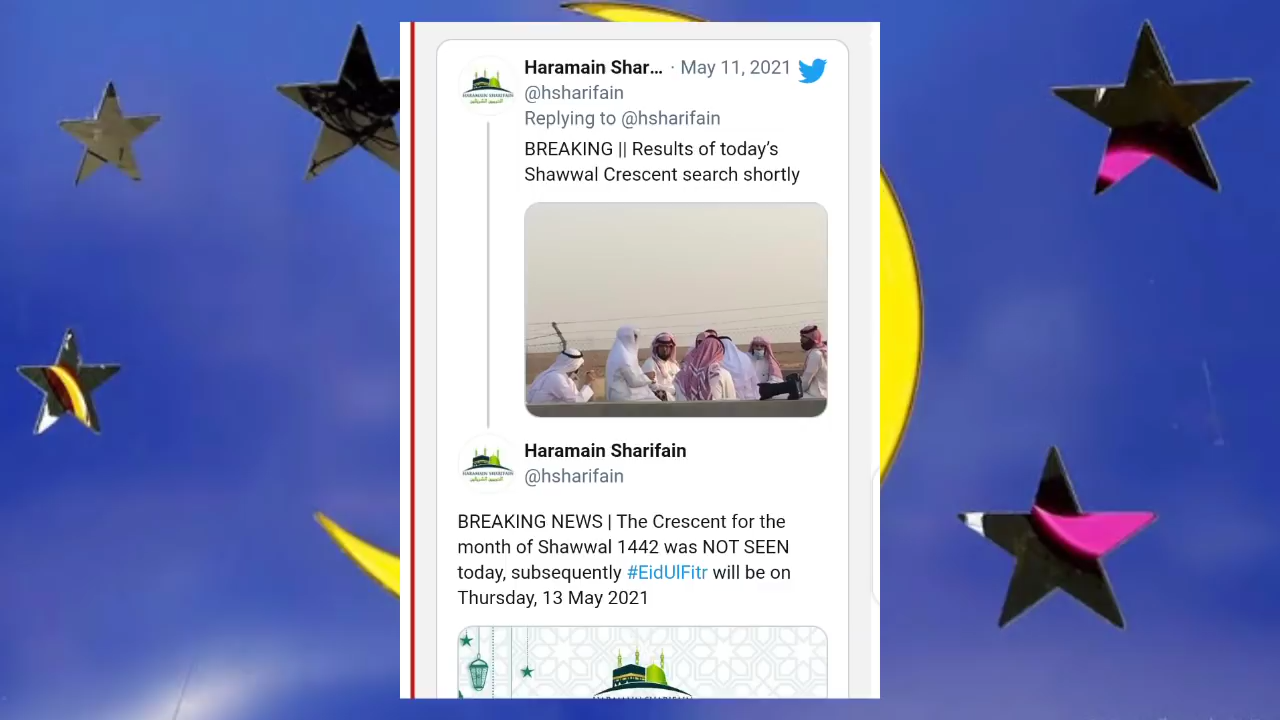 Haramain Shar... · May 11, 2021
@hsharifain
Replying to @hsharifain
BREAKING || Results of today's
Shawwal Crescent search shortly
Haramain Sharifain
@hsharifain
BREAKING NEWS | The Crescent for the
month of Shawwal 1442 was NOT SEEN
today, subsequently #EidUlFitr will be on
Thursday, 13 May 2021